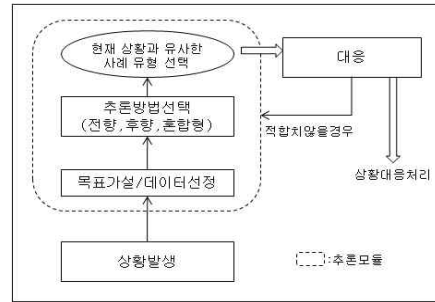 현재 상황과 유사한
사례 유형 선택
대응
추론방법선택
(전향,후향,혼합형)
적합치않을경우
목표가설/데이터선정
상황대응처리
상황발생
:추론모듈